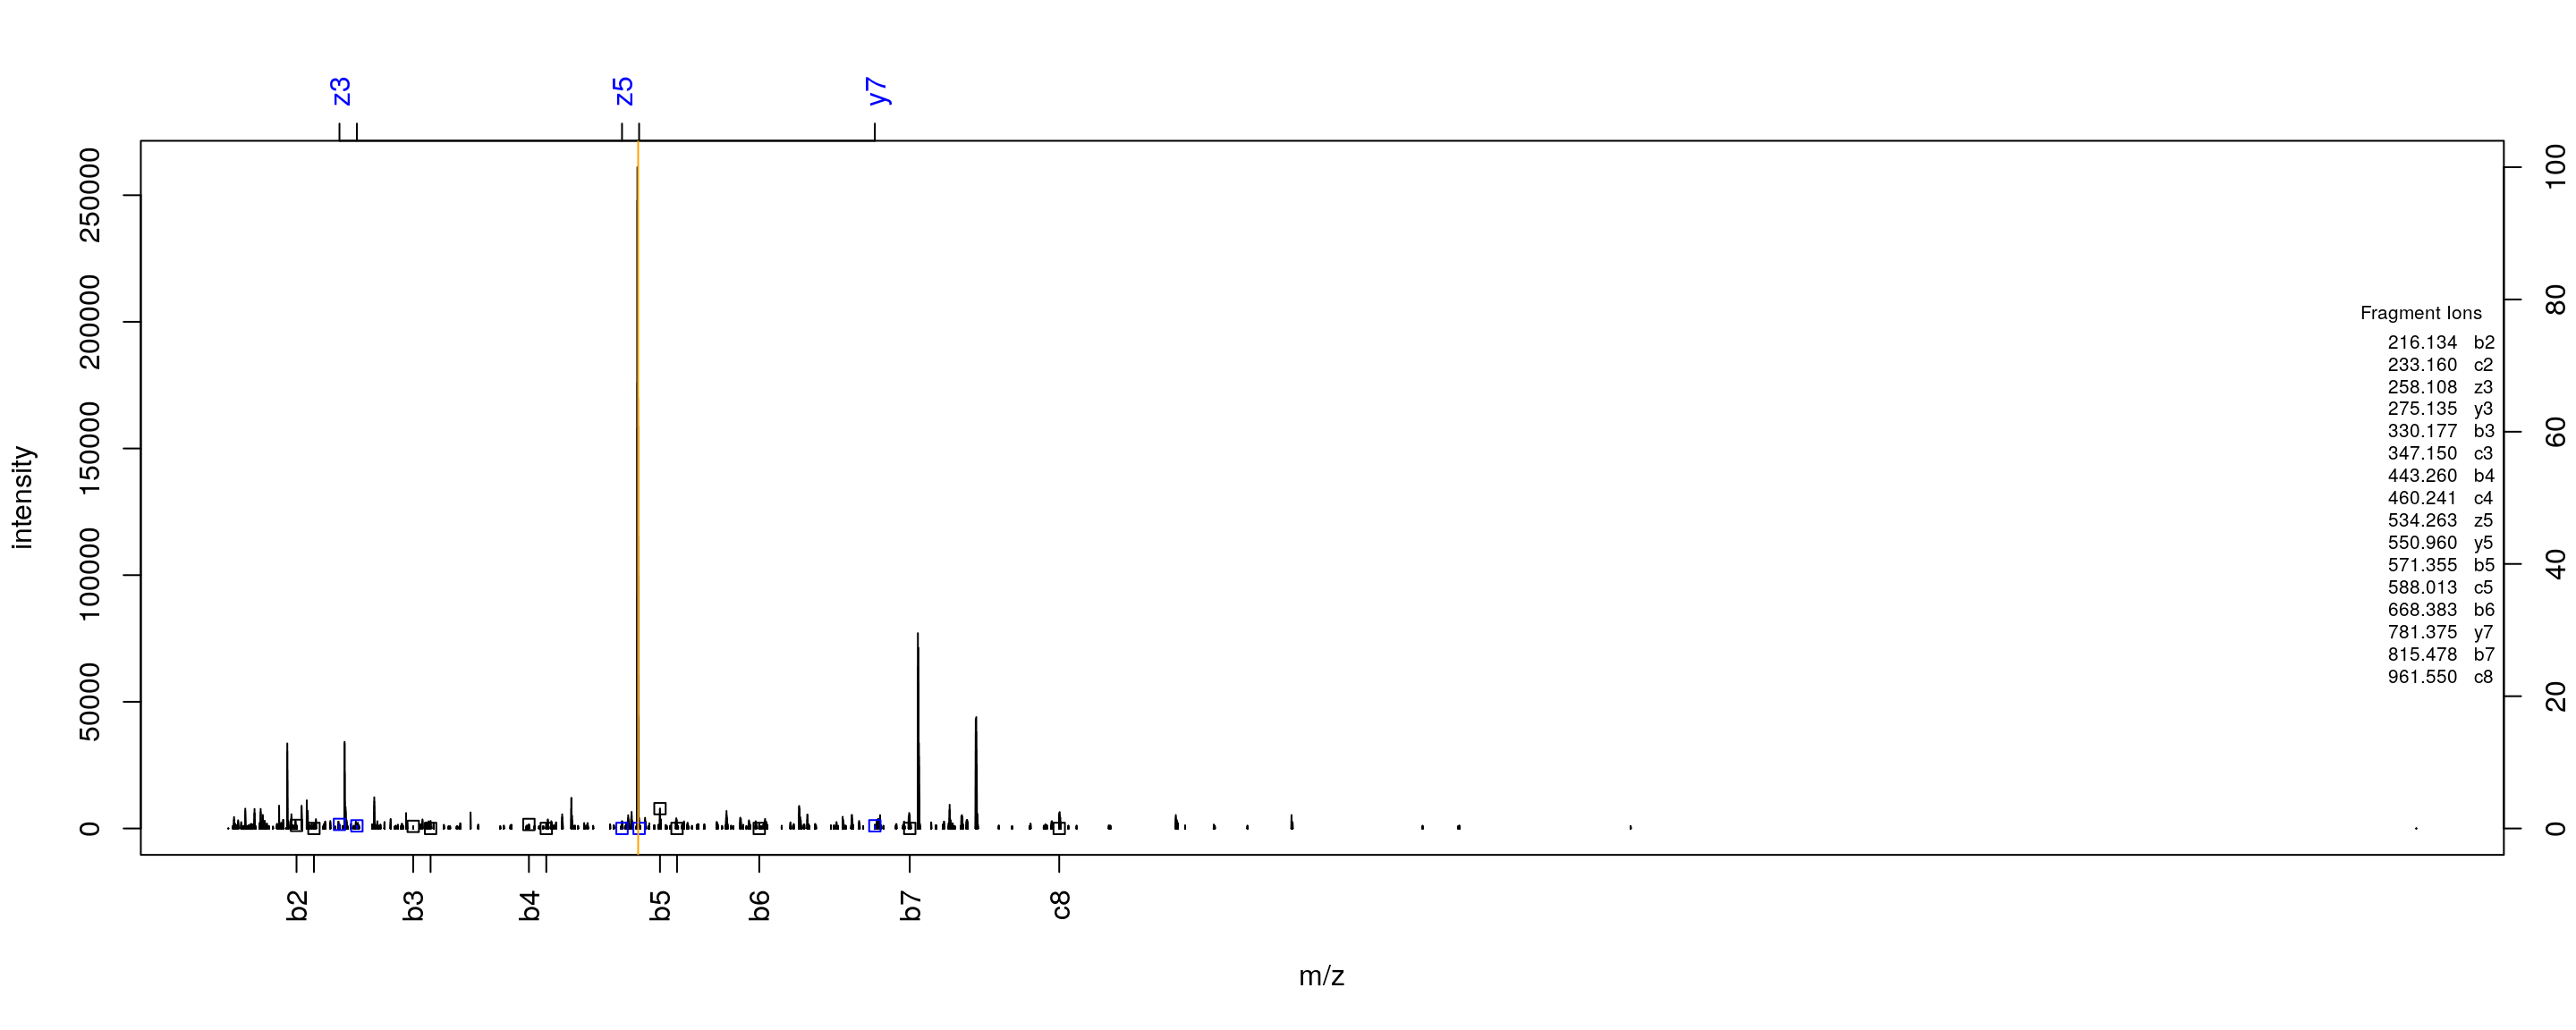 z3 z5 y7
250000
200000
150000
100000
50000
0
intensity
100
80
60
40
20
0
Fragment Ions
216.134 b2
233.160 c2
258.108 z3
275.135 y3
330.177 b3
347.150 c3
443.260 b4
460.241 c4
534.263 z5
550.960 y5
571.355 b5
588.013 c5
668.383 b6
781.375 y7
815.478 b7
961.550 c8
b2 b3 b4 b5 b6 b7 c8
m/z